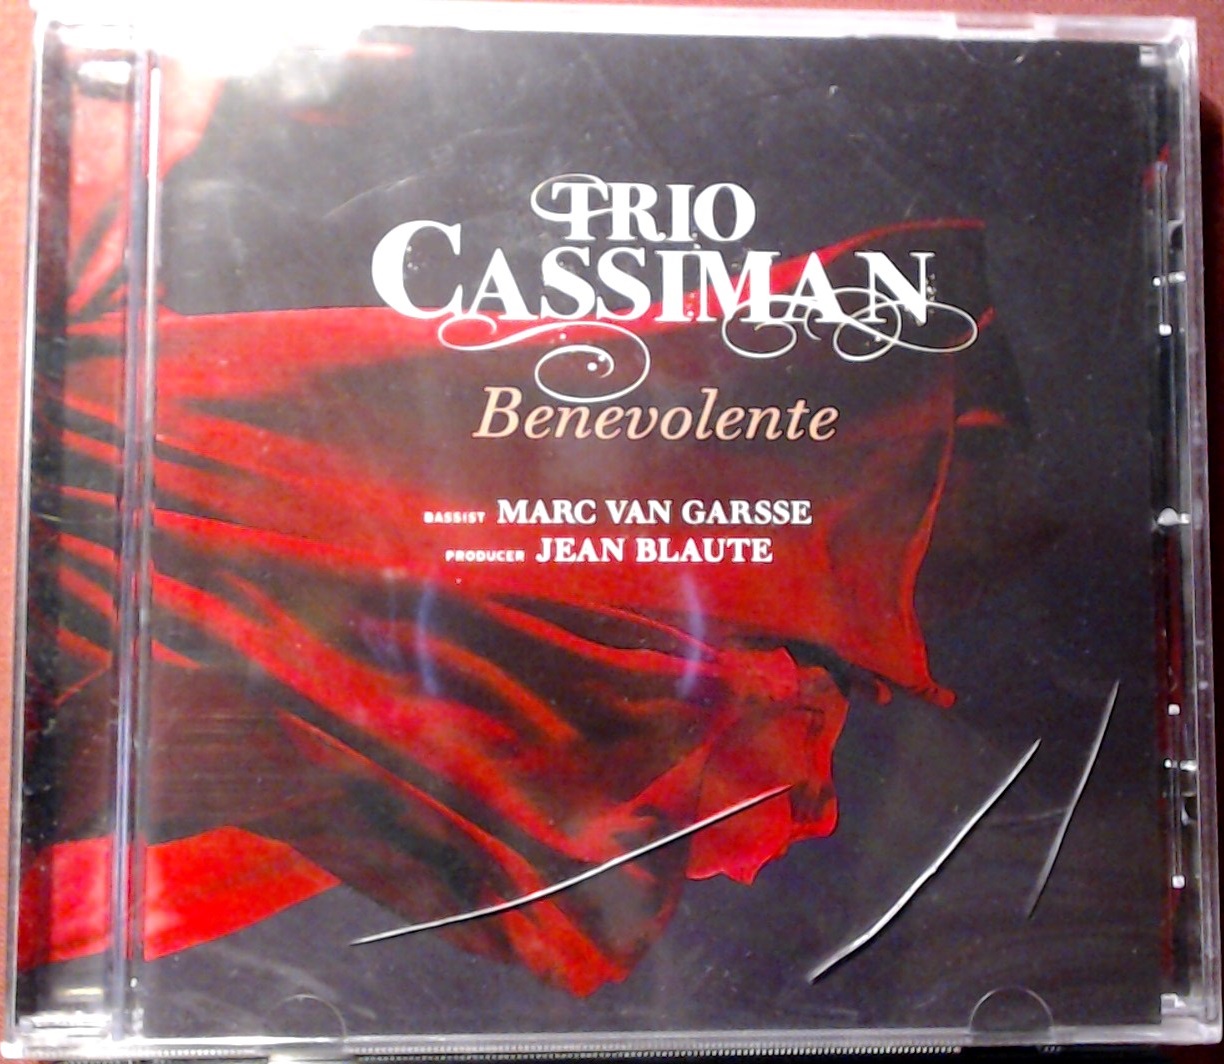 TRIO
CASSIMAN
Benevolente
BASSIST MARC VAN GARSSE
PRODUCER JEAN BLAUTE